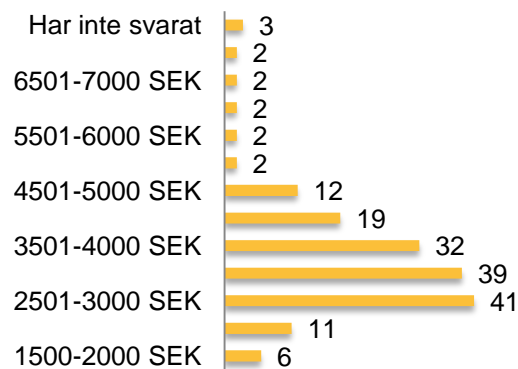 Har inte svarat 3
2
6501-7000 SEK 2
2
5501-6000 SEK 2
2
4501-5000 SEK 12
19
3501-4000 SEK 32
39
2501-3000 SEK 41
11
1500-2000 SEK 6